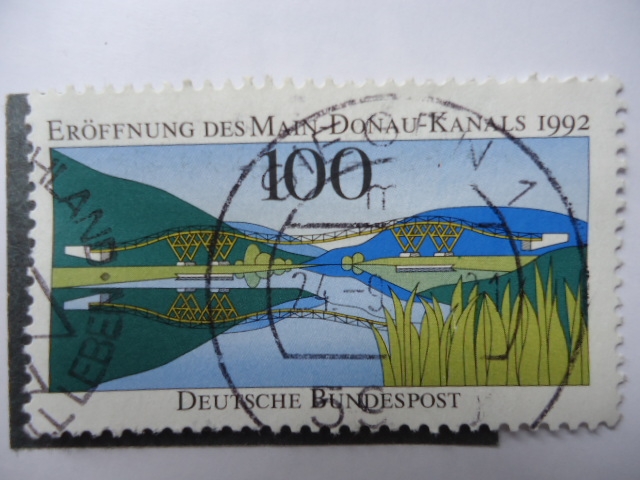 ERÖFFNUNG DES MAIN-DONAU-KANALS 1992
100
DEUTSCHE BUNDESPOST